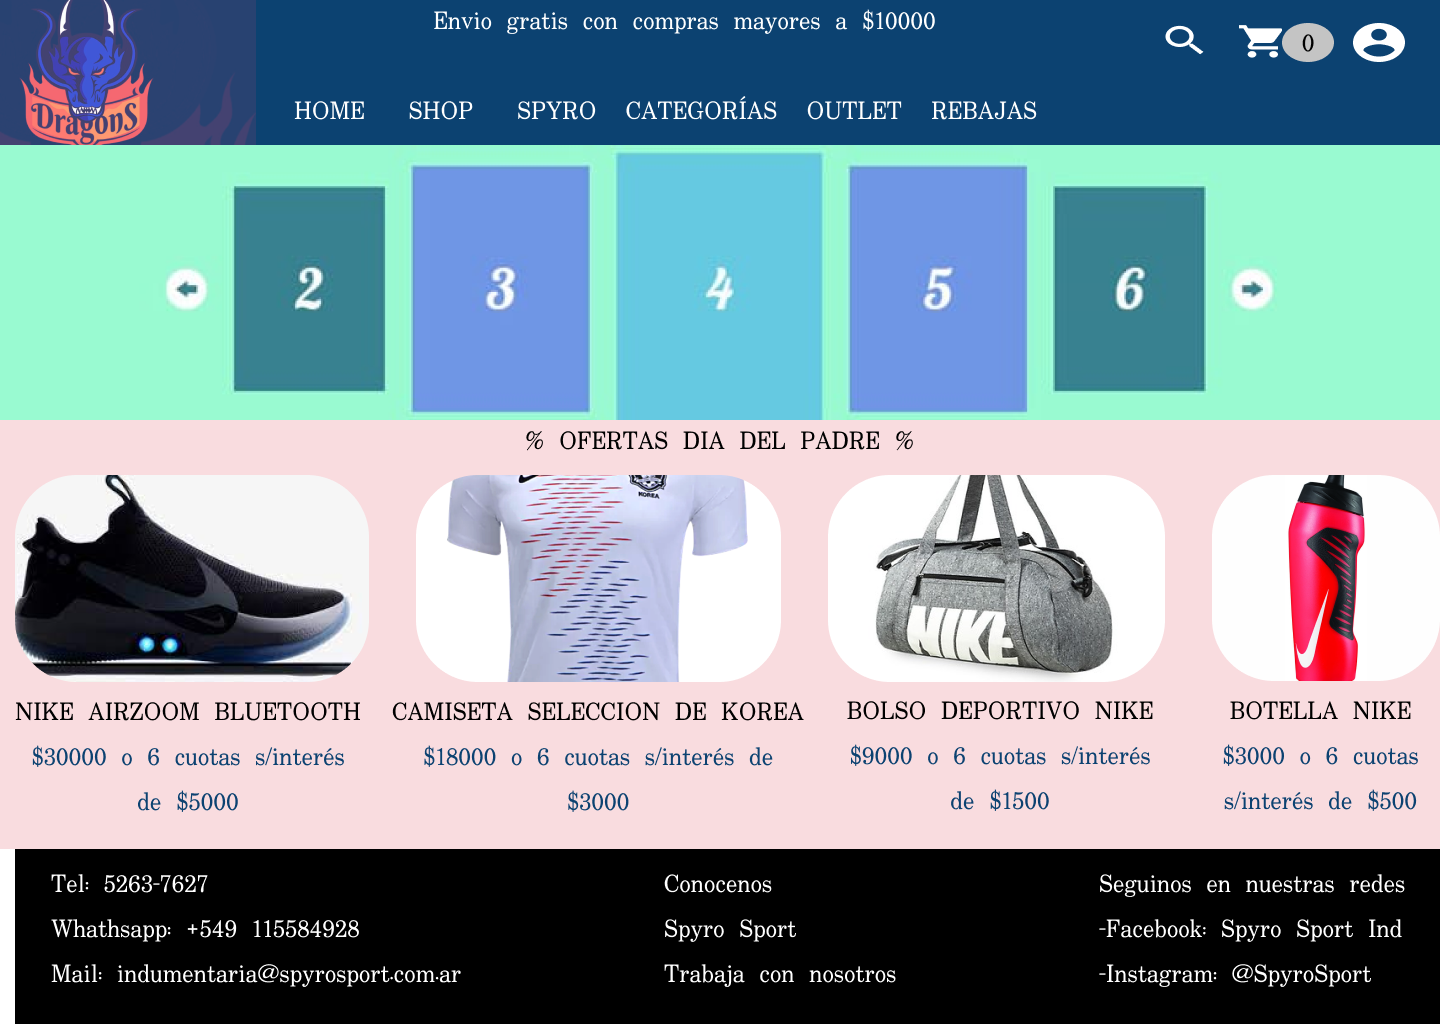 Envio gratis con compras mayores a $10000
0
Dragons
HOME SHOP SPYRO CATEGORÍAS OUTLET REBAJAS
2 3 4 5 6
% OFERTAS DIA DEL PADRE %
KOREA
NIKE
NIKE AIRZOOM BLUETOOTH
$30000 o 6 cuotas s/interés
de $5000
CAMISETA SELECCION DE KOREA
$18000 o 6 cuotas s/interés de
$3000
BOLSO DEPORTIVO NIKE
$9000 o 6 cuotas s/interés
de $1500
BOTELLA NIKE
$3000 o 6 cuotas
s/interés de $500
Tel: 5263-7627
Whathsapp: +549 115584928
Mail: indumentaria@spyrosport.com.ar
Conocenos
Spyro Sport
Trabaja con nosotros
Seguinos en nuestras redes
-Facebook: Spyro Sport Ind
-Instagram: @SpyroSport